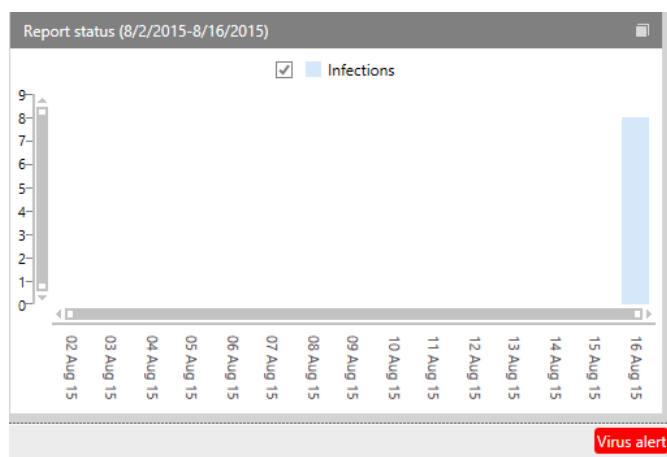 Report status (8/2/2015-8/16/2015)
Infections
9
8
7
6
5
4
3
2
1
0
02 Aug 15
03 Aug 15
04 Aug 15
05 Aug 15
06 Aug 15
07 Aug 15
08 Aug 15
09 Aug 15
10 Aug 15
11 Aug 15
12 Aug 15
13 Aug 15
14 Aug 15
15 Aug 15
16 Aug 15
Virus alert